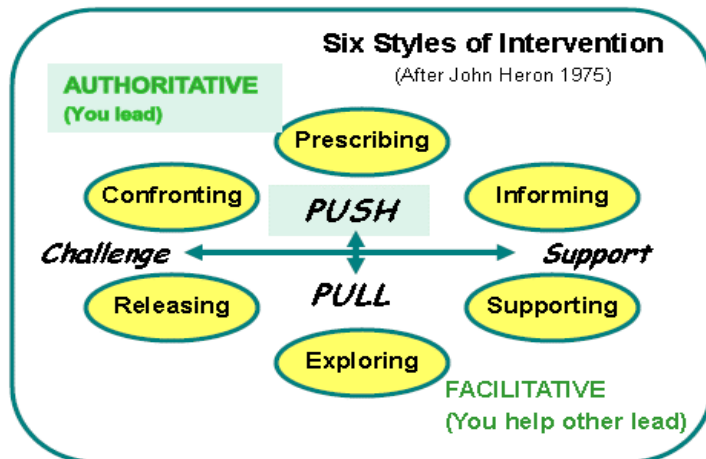 Six Styles of Intervention
(After John Heron 1975)
AUTHORITATIVE
(You lead)
Prescribing
Confronting
Informing
PUSH
Challenge
Support
PULL
Releasing
Supporting
Exploring
FACILITATIVE
(You help other lead)